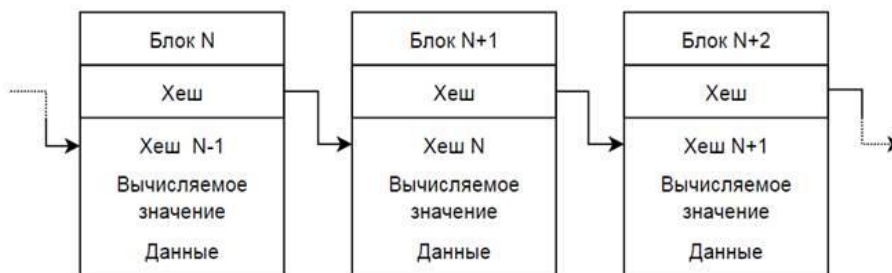 Блок N
Хеш
Хеш N-1
Вычисляемое
значение
Данные
Блок N+1
Хеш
Хеш N
Вычисляемое
значение
Данные
Блок N+2
Хеш
Хеш N+1
Вычисляемое
значение
Данные